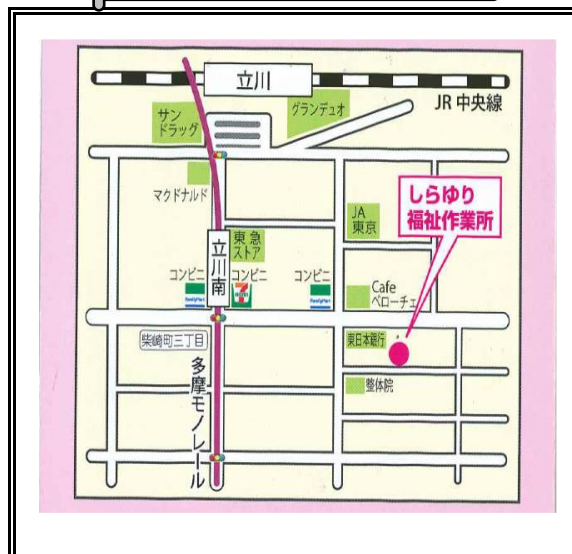 立川
JR 中央線
グランデュオ
サン
ドラッグ
マクドナルド
しらゆり
福祉作業所
JA
東京
東急
ストア
立川南
コンビニ
コンビニ
コンビニ
FamilyMart
7
FamilyMart
Cafe
ベローチェ
柴崎町三丁目
東日本銀行
整体院
多摩モノレール